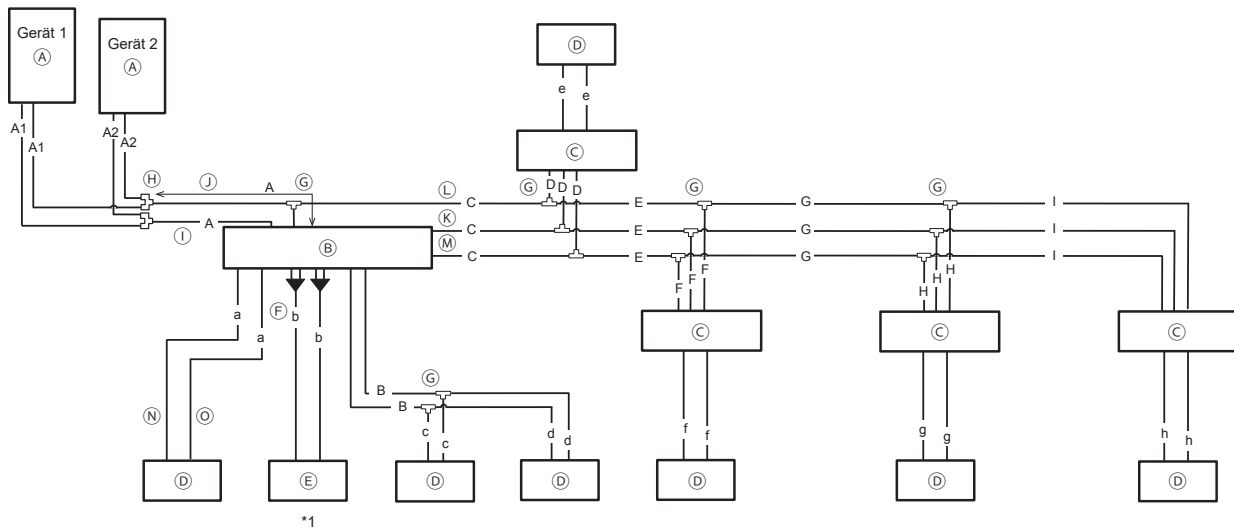 Gerät 1
Ⓐ
Gerät 2
Ⓐ
Ⓓ
e e
Ⓒ
A1 A1 A2 A2
Ⓗ Ⓙ A Ⓖ Ⓛ C Ⓖ D D D E Ⓖ G Ⓖ I
Ⓚ C E G I
Ⓘ A Ⓜ C E G I
Ⓑ
F F F H H H
a a Ⓕ b b
Ⓒ Ⓒ Ⓒ
B Ⓖ
B
Ⓝ Ⓞ c c d d f f g g h h
Ⓓ Ⓔ Ⓓ Ⓓ Ⓓ Ⓓ Ⓓ
*1